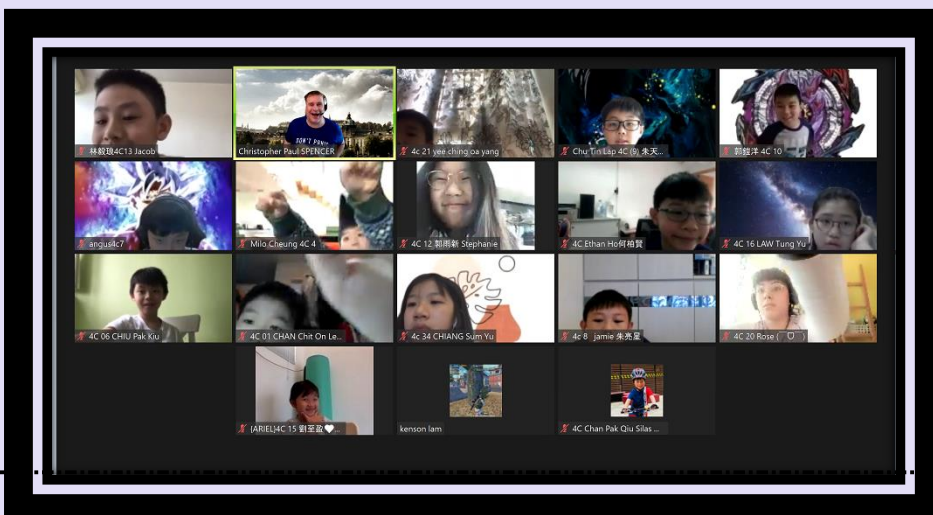 林毅琅4C13 Jacob
DON'T PANIC
Christopher Paul SPENCER
4c 21 yee ching oa yang
Chu Tin Lap 4C (9) 朱天...
郭鎧洋 4C 10
angus4c7
Milo Cheung 4C 4
4C 12 郭雨新 Stephanie
4C Ethan Ho何柏賢
4C 16 LAW Tung Yu
4C 06 CHIU Pak Kiu
4C 01 CHAN Chit On Le...
4c 34 CHIANG Sum Yu
4c 8 jamie 朱亮星
4C 20 Rose
(ARIEL)4C 15 劉至盈🤍...
kenson lam
4C Chan Pak Qiu Silas ...